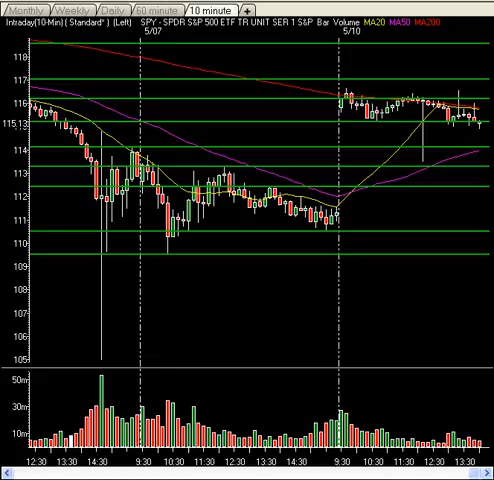 Monthly Weekly Daily 60 minute 10 minute +
Intraday(10-Min) ( Standard* ) (Left) SPY - SPDR S&P 500 ETF TR UNIT SER 1 S&P Bar Volume MA20 MA50 MA200
5/07 5/10
118
117
116
115.13
114
113
112
111
110
109
108
107
106
105
50m
30m
10m
12:30 13:30 14:30 9:30 10:30 11:30 12:30 13:30 14:30 9:30 10:30 11:30 12:30 13:30